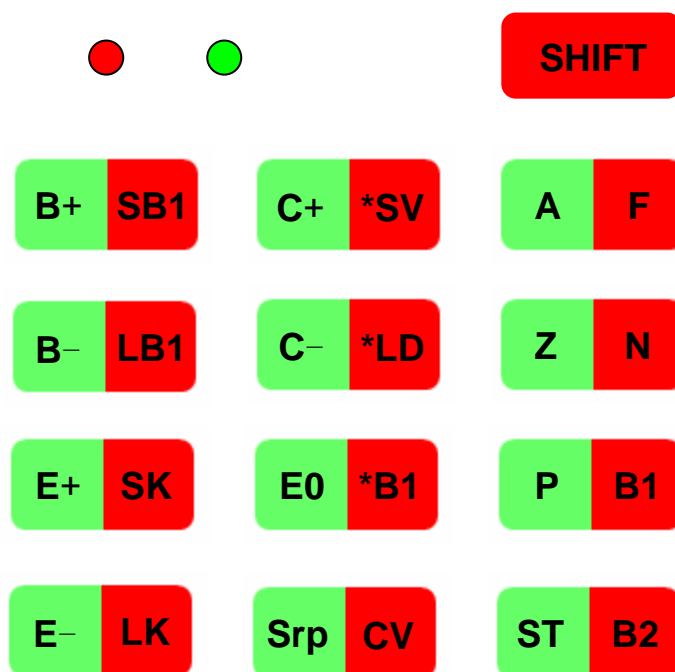 SHIFT
B+ SB1 C+ *SV A F
B− LB1 C− *LD Z N
E+ SK E0 *B1 P B1
E− LK Srp CV ST B2